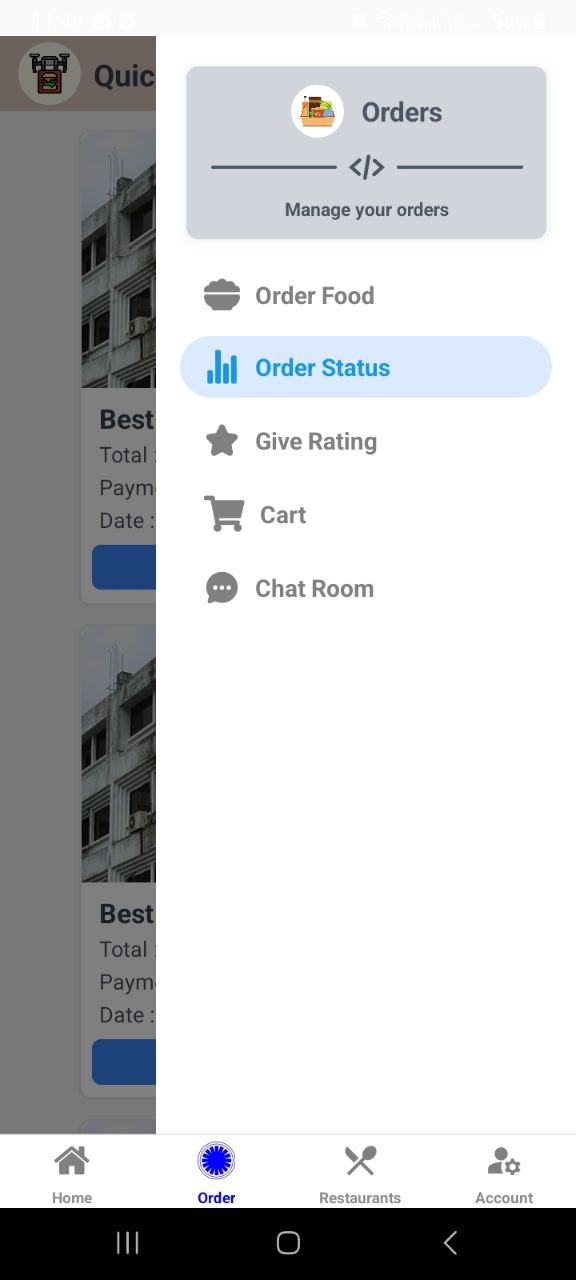 11:49
56%
Quic
Orders
</>
Manage your orders
Order Food
Order Status
Give Rating
Cart
Chat Room
Best
Total :
Payme
Date :
Best
Total :
Payme
Date :
Home
Order
Restaurants
Account